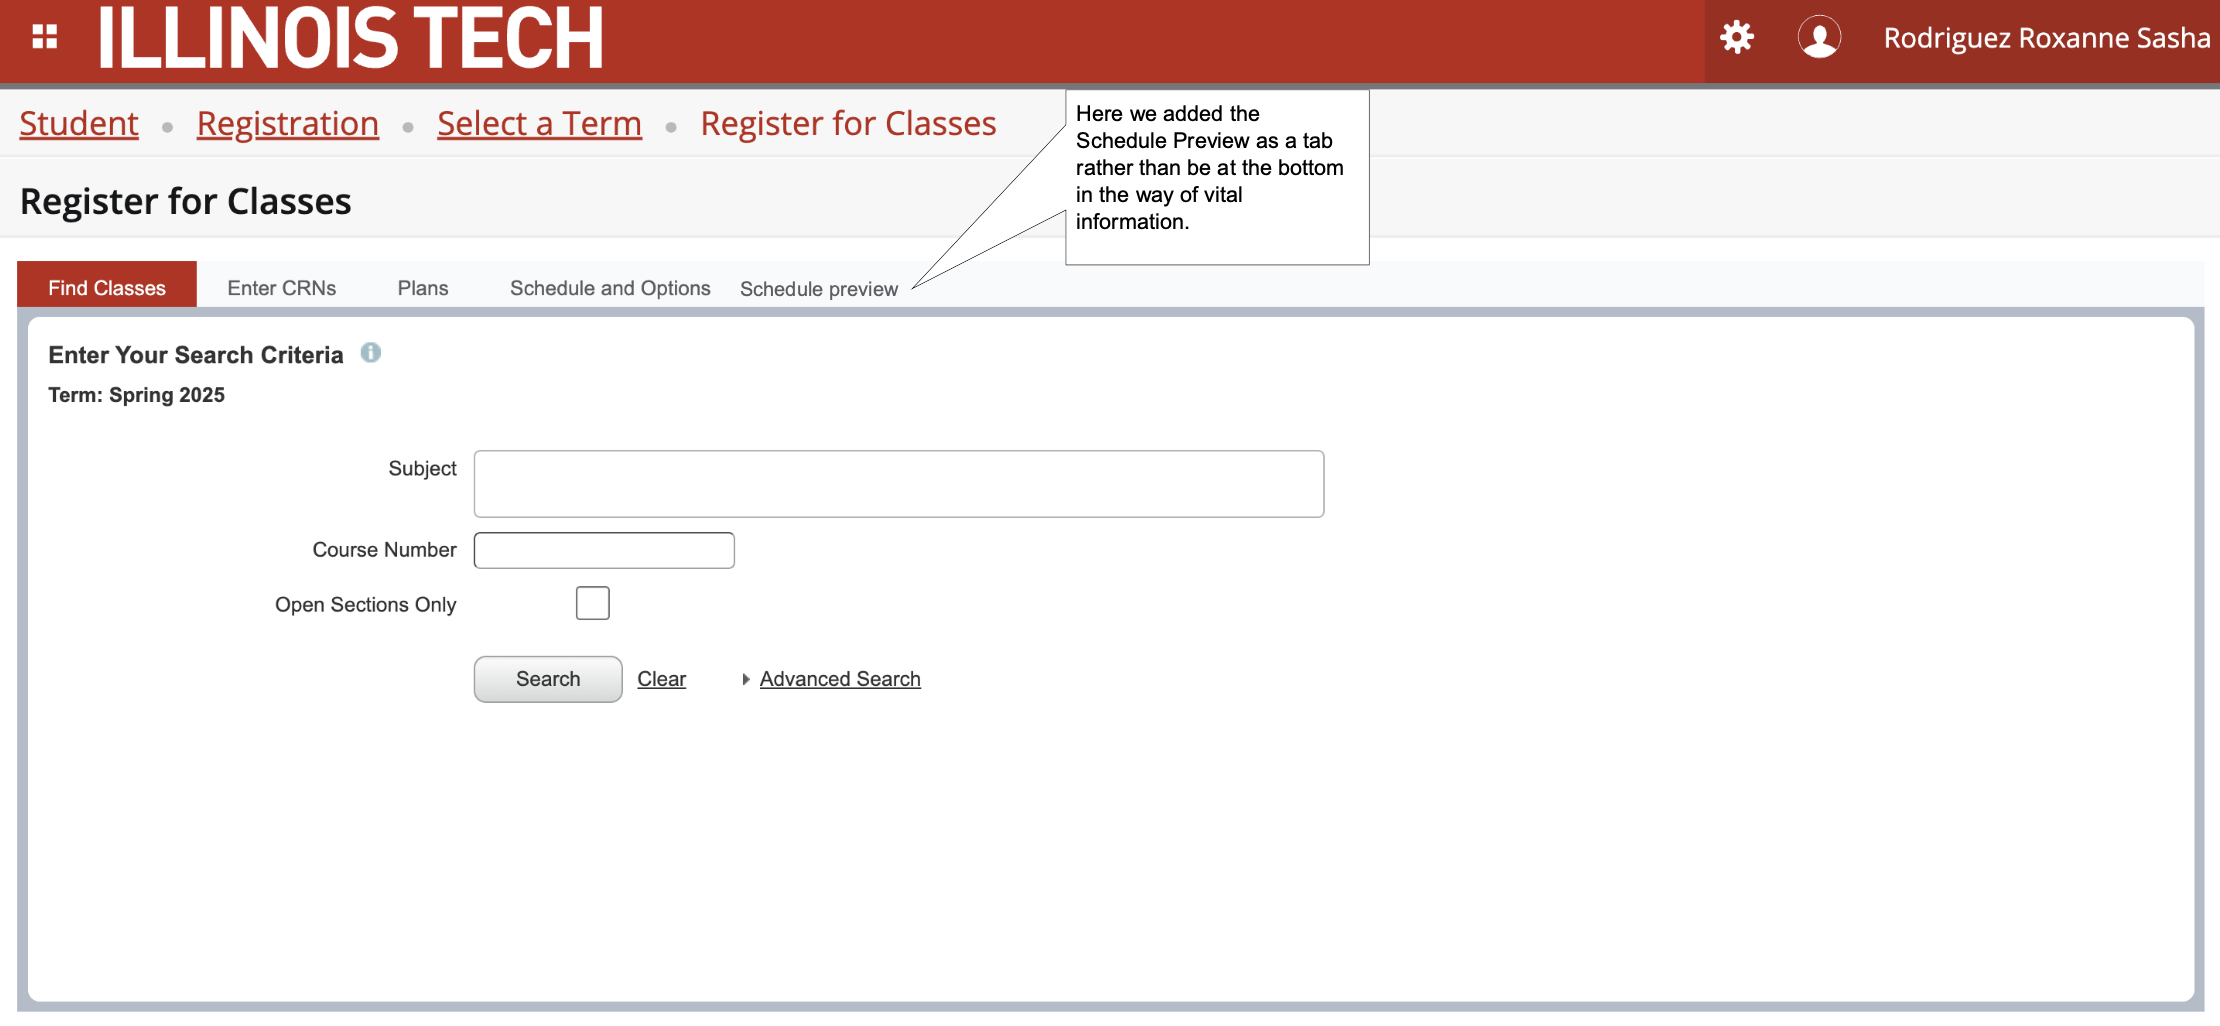 ILLINOIS TECH
Rodriguez Roxanne Sasha
Student • Registration • Select a Term • Register for Classes
Here we added the
Schedule Preview as a tab
rather than be at the bottom
in the way of vital
information.
Register for Classes
Find Classes Enter CRNs Plans Schedule and Options Schedule preview
Enter Your Search Criteria
Term: Spring 2025
Subject
Course Number
Open Sections Only
Search Clear Advanced Search